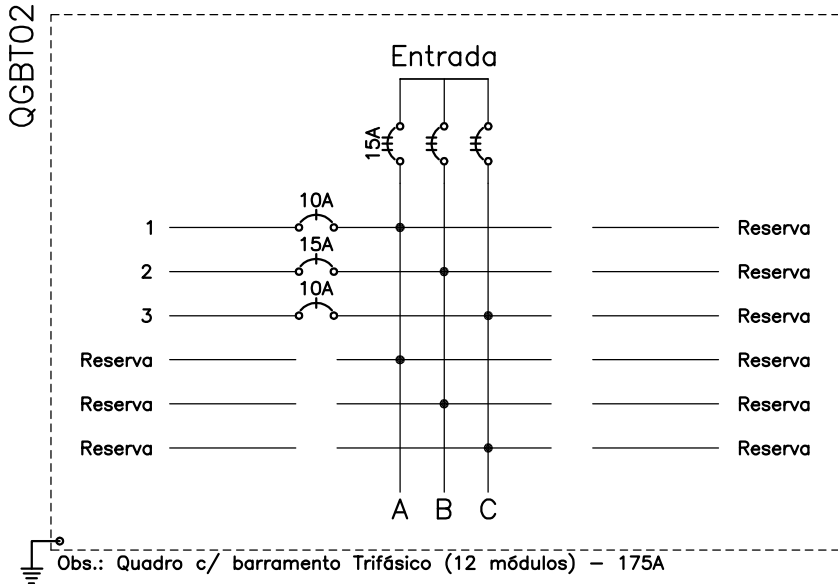 QGBT02
Entrada
15A
10A
1 Reserva
15A
2 Reserva
10A
3 Reserva
Reserva Reserva
Reserva Reserva
Reserva Reserva
A B C
Obs.: Quadro c/ barramento Trifásico (12 módulos) – 175A